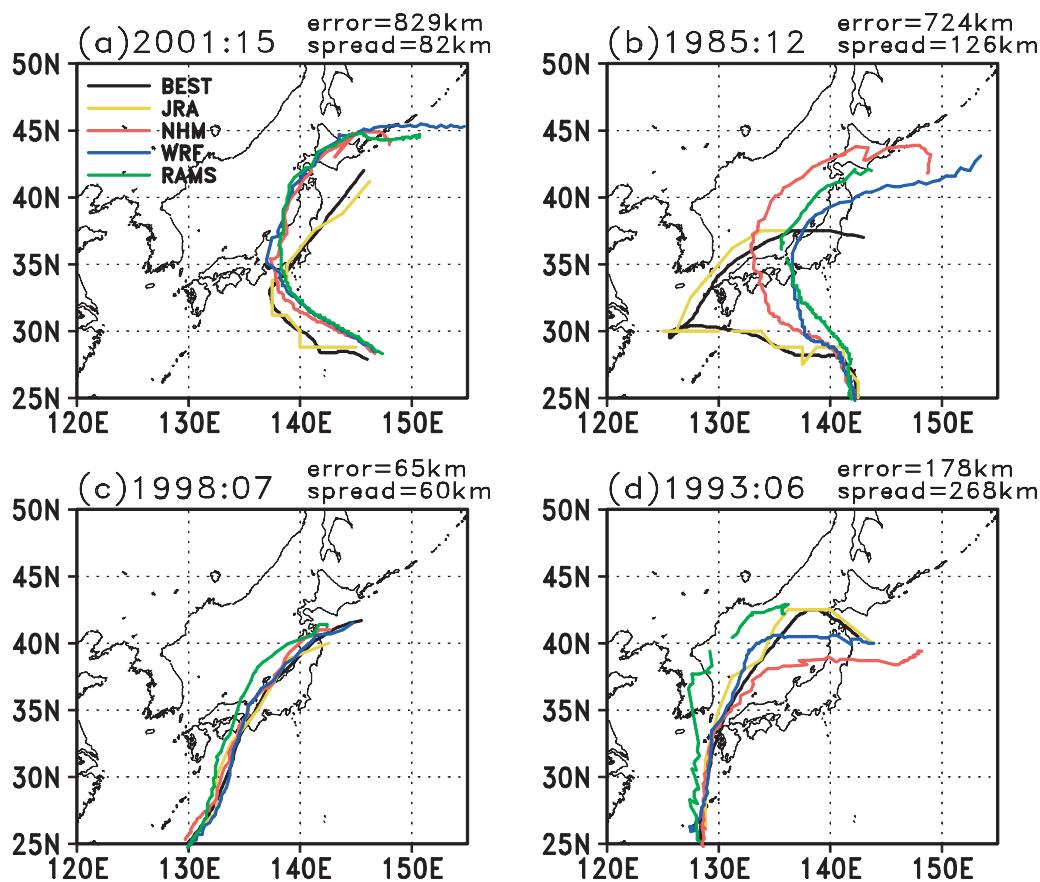 error=829km
(a)2001:15 spread=82km
50N
45N
40N
35N
30N
25N
BEST
JRA
NHM
WRF
RAMS
120E 130E 140E 150E
error=724km
(b)1985:12 spread=126km
50N
45N
40N
35N
30N
25N
120E 130E 140E 150E
error=65km
(c)1998:07 spread=60km
50N
45N
40N
35N
30N
25N
120E 130E 140E 150E
error=178km
(d)1993:06 spread=268km
50N
45N
40N
35N
30N
25N
120E 130E 140E 150E